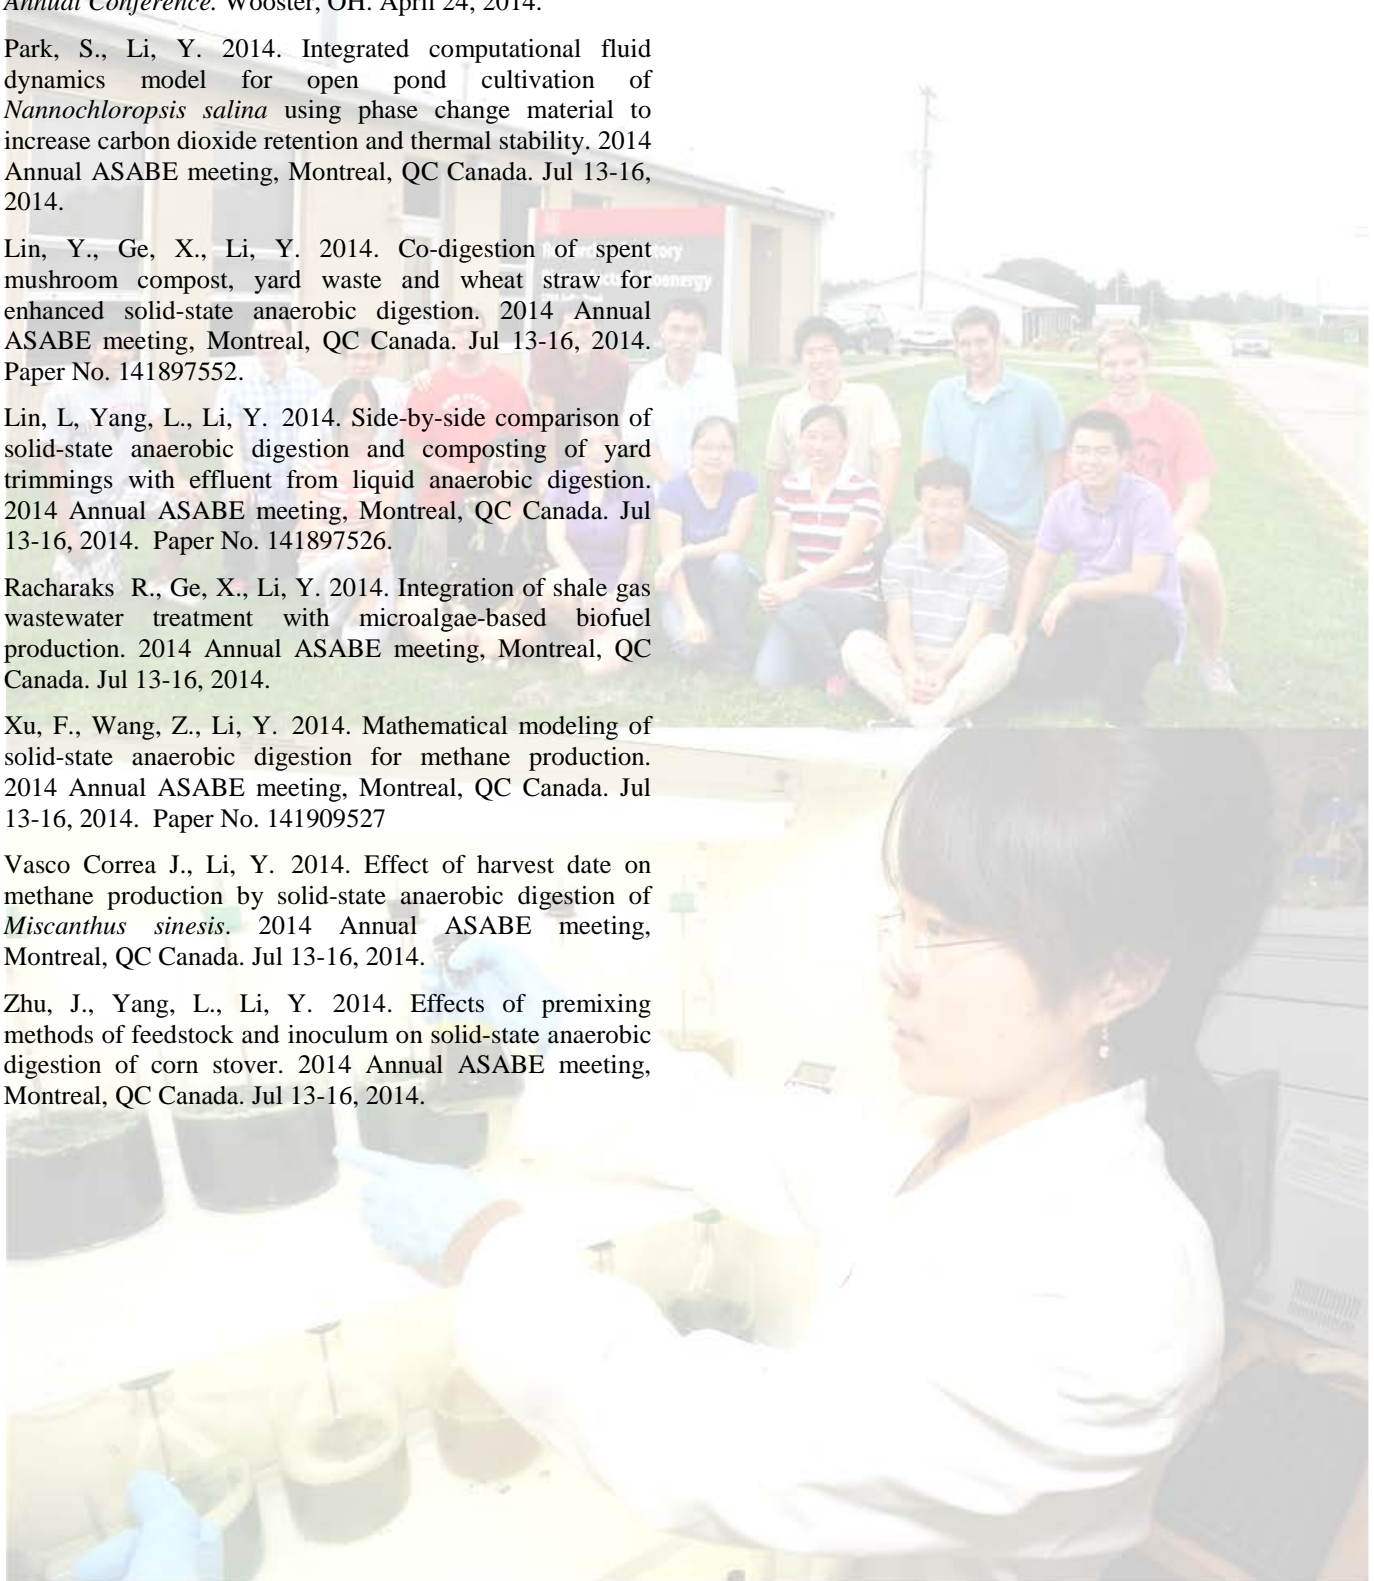 Annual Conference. Wooster, OH. April 24, 2014.
Park, S., Li, Y. 2014. Integrated computational fluid
dynamics model for open pond cultivation of
Nannochloropsis salina using phase change material to
increase carbon dioxide retention and thermal stability. 2014
Annual ASABE meeting, Montreal, QC Canada. Jul 13-16,
2014.
Lin, Y., Ge, X., Li, Y. 2014. Co-digestion of spent
mushroom compost, yard waste and wheat straw for
enhanced solid-state anaerobic digestion. 2014 Annual
ASABE meeting, Montreal, QC Canada. Jul 13-16, 2014.
Paper No. 141897552.
Lin, L, Yang, L., Li, Y. 2014. Side-by-side comparison of
solid-state anaerobic digestion and composting of yard
trimmings with effluent from liquid anaerobic digestion.
2014 Annual ASABE meeting, Montreal, QC Canada. Jul
13-16, 2014. Paper No. 141897526.
Racharaks R., Ge, X., Li, Y. 2014. Integration of shale gas
wastewater treatment with microalgae-based biofuel
production. 2014 Annual ASABE meeting, Montreal, QC
Canada. Jul 13-16, 2014.
Xu, F., Wang, Z., Li, Y. 2014. Mathematical modeling of
solid-state anaerobic digestion for methane production.
2014 Annual ASABE meeting, Montreal, QC Canada. Jul
13-16, 2014. Paper No. 141909527
Vasco Correa J., Li, Y. 2014. Effect of harvest date on
methane production by solid-state anaerobic digestion of
Miscanthus sinesis. 2014 Annual ASABE meeting,
Montreal, QC Canada. Jul 13-16, 2014.
Zhu, J., Yang, L., Li, Y. 2014. Effects of premixing
methods of feedstock and inoculum on solid-state anaerobic
digestion of corn stover. 2014 Annual ASABE meeting,
Montreal, QC Canada. Jul 13-16, 2014.